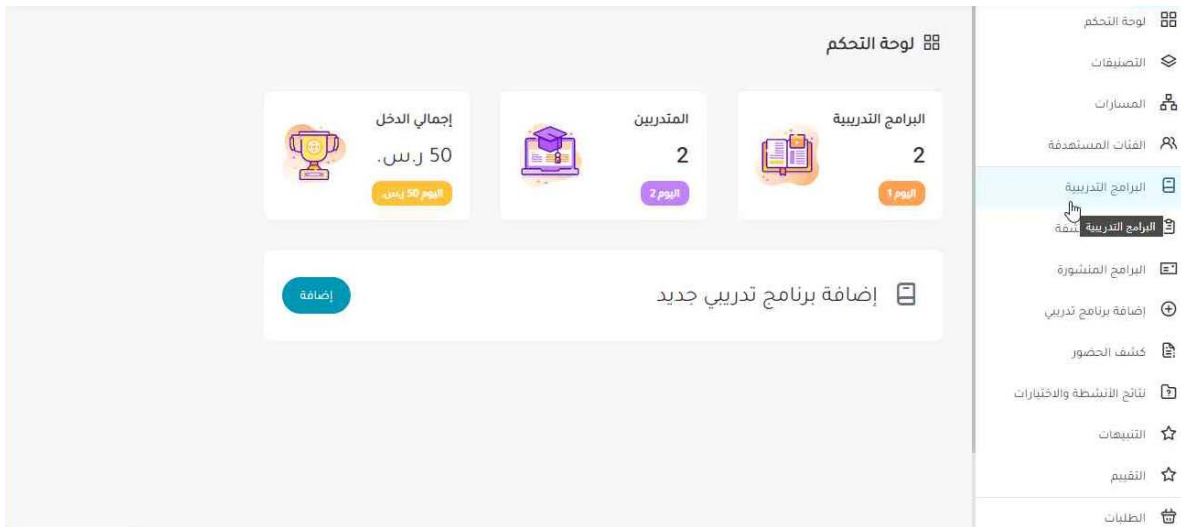 لوحة التحكم
التصنيفات
المسارات
الفئات المستهدفة
البرامج التدريبية
البرامج التدريبية
البرامج المنشورة
إضافة برنامج تدريبي
كشف الحضور
نتائج الأنشطة والاختبارات
التنبيهات
التقييم
الطلبات
لوحة التحكم
البرامج التدريبية
2
اليوم 1
المتدربين
2
اليوم 2
إجمالي الدخل
50 ر.س.
اليوم 50 ر.س.
إضافة برنامج تدريبي جديد
إضافة